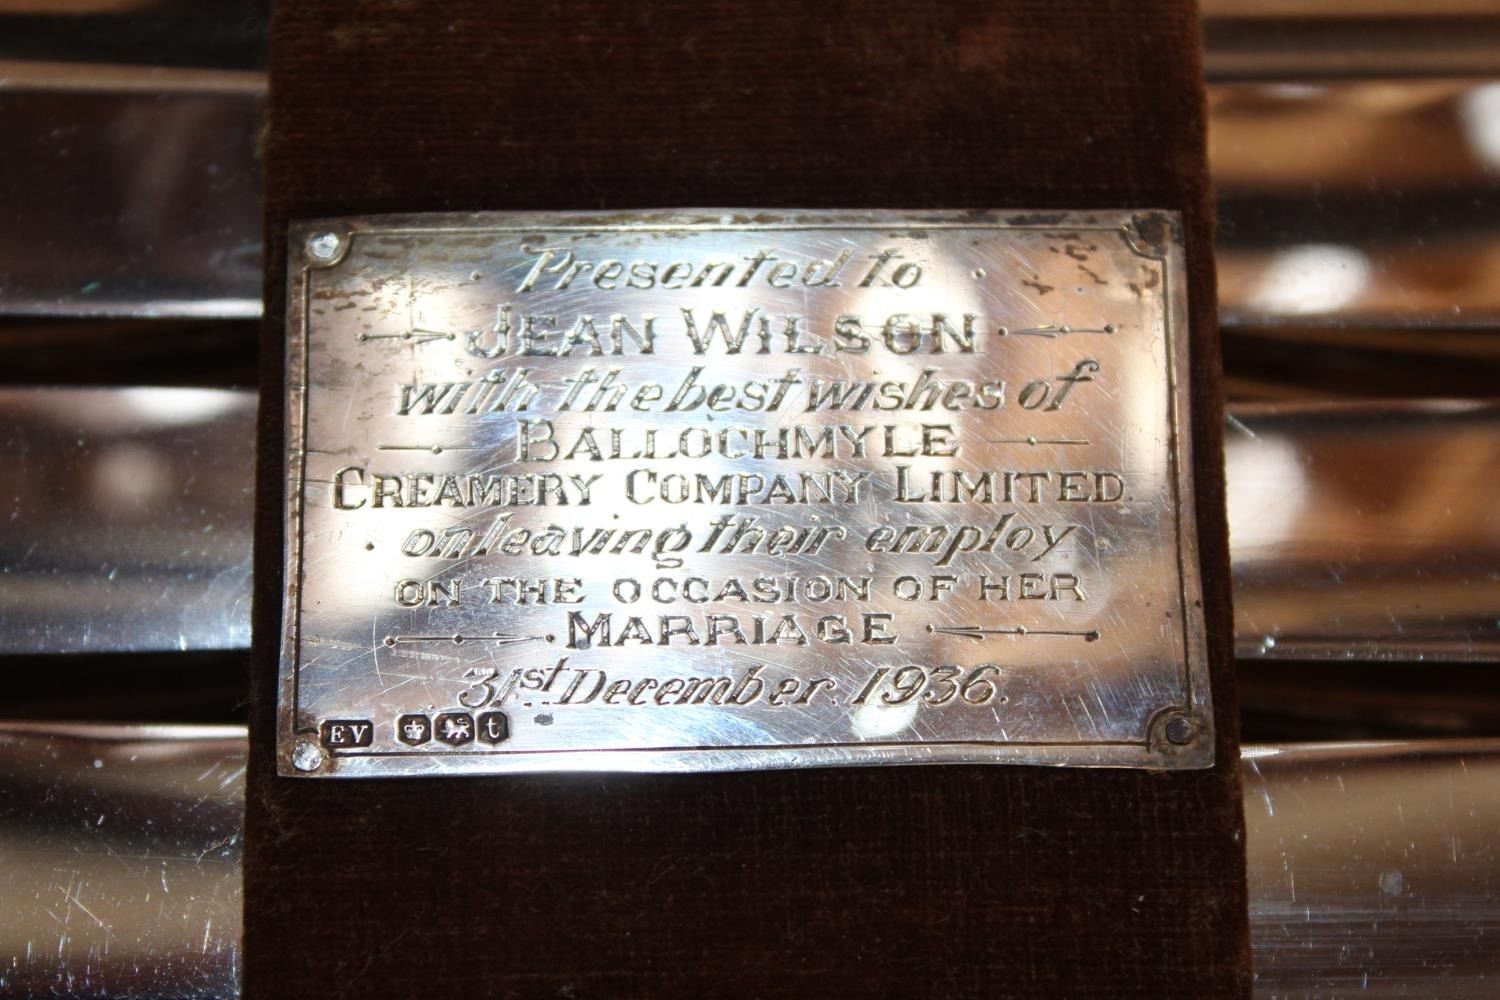 Presented to
JEAN WILSON
with the best wishes of
BALLOCHMYLE
CREAMERY COMPANY LIMITED.
on leaving their employ
ON THE OCCASION OF HER
MARRIAGE
31st December. 1936.
EV t